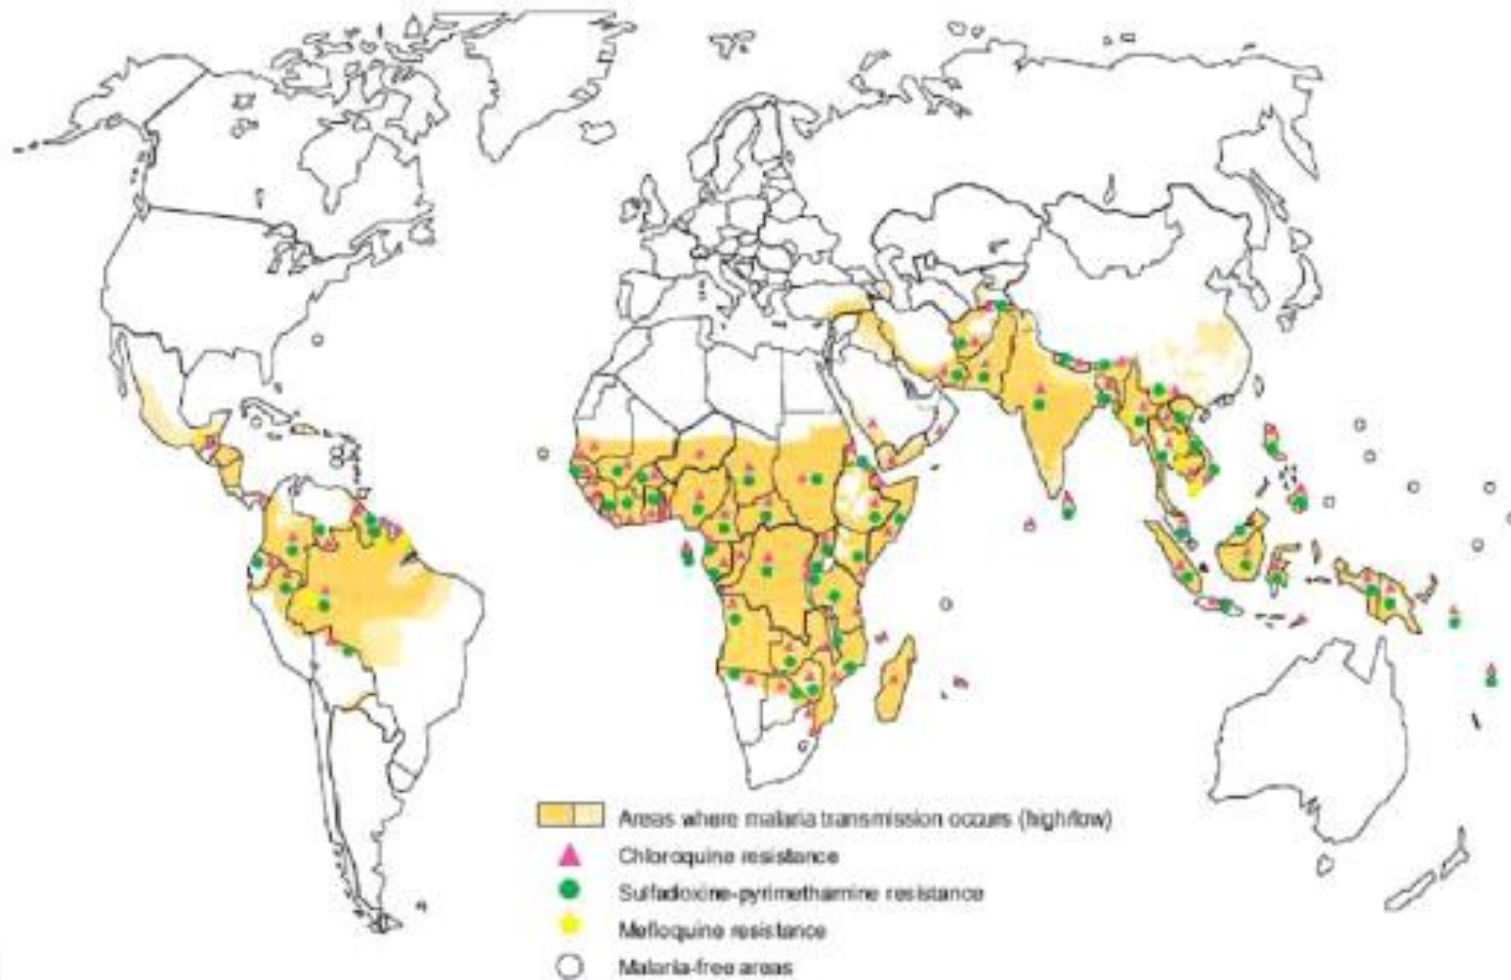 Areas where malaria transmission occurs (high/low)
Chloroquine resistance
Sulfadoxine-pyrimethamine resistance
Mefloquine resistance
Malaria-free areas